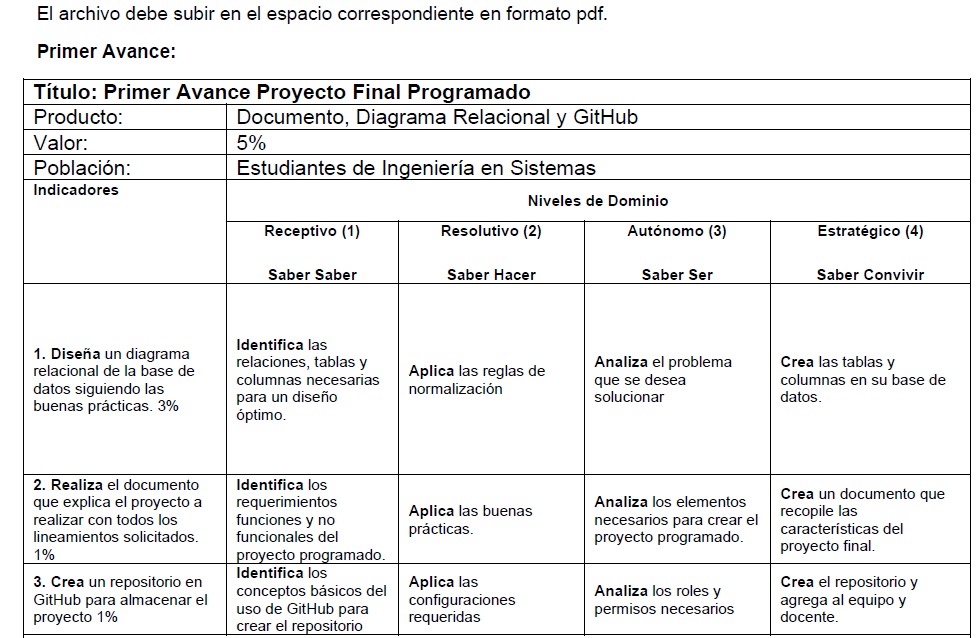 El archivo debe subir en el espacio correspondiente en formato pdf.
Primer Avance:
Título: Primer Avance Proyecto Final Programado
Producto: Documento, Diagrama Relacional y GitHub
Valor: 5%
Población: Estudiantes de Ingeniería en Sistemas
Indicadores
Niveles de Dominio
Receptivo (1)
Saber Saber
Resolutivo (2)
Saber Hacer
Autónomo (3)
Saber Ser
Estratégico (4)
Saber Convivir
1. Diseña un diagrama
relacional de la base de
datos siguiendo las
buenas prácticas. 3%
Identifica las
relaciones, tablas y
columnas necesarias
para un diseño
óptimo.
Aplica las reglas de
normalización
Analiza el problema
que se desea
solucionar
Crea las tablas y
columnas en su base de
datos.
2. Realiza el documento
que explica el proyecto a
realizar con todos los
lineamientos solicitados.
1%
Identifica los
requerimientos
funciones y no
funcionales del
proyecto programado.
Aplica las buenas
prácticas.
Analiza los elementos
necesarios para crear el
proyecto programado.
Crea un documento que
recopile las
características del
proyecto final.
3. Crea un repositorio en
GitHub para almacenar el
proyecto 1%
Identifica los
conceptos básicos del
uso de GitHub para
crear el repositorio
Aplica las
configuraciones
requeridas
Analiza los roles y
permisos necesarios
Crea el repositorio y
agrega al equipo y
docente.